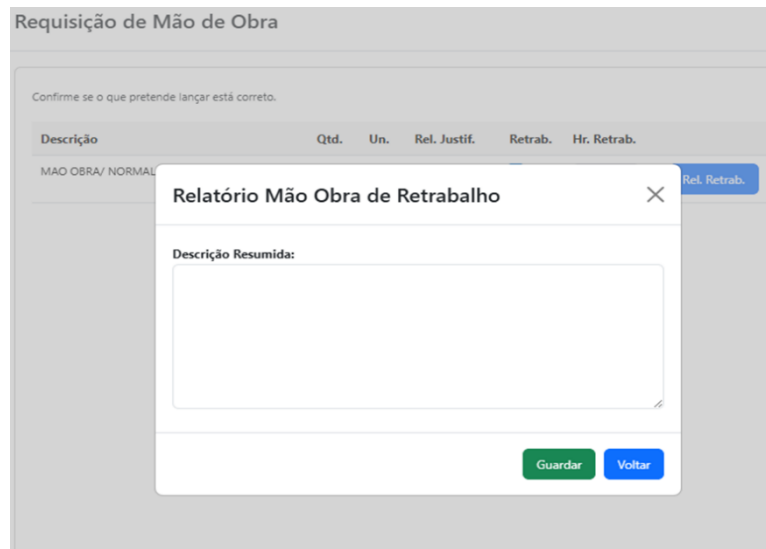 Requisição de Mão de Obra
Confirme se o que pretende lançar está correto.
Descrição Qtd. Un. Rel. Justif. Retrab. Hr. Retrab.
MAO OBRA/ NORMAL
Rel. Retrab.
Relatório Mão Obra de Retrabalho
Descrição Resumida:
Guardar Voltar